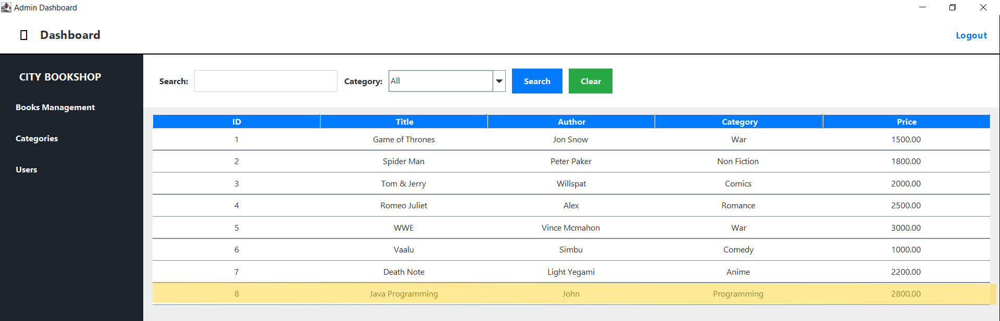 Admin Dashboard
Dashboard
Logout
CITY BOOKSHOP
Books Management
Categories
Users
Search: Category: All Search Clear
ID Title Author Category Price
1 Game of Thrones Jon Snow War 1500.00
2 Spider Man Peter Paker Non Fiction 1800.00
3 Tom & Jerry Willspat Comics 2000.00
4 Romeo Juliet Alex Romance 2500.00
5 WWE Vince Mcmahon War 3000.00
6 Vaalu Simbu Comedy 1000.00
7 Death Note Light Yegami Anime 2200.00
8 Java Programming John Programming 2800.00